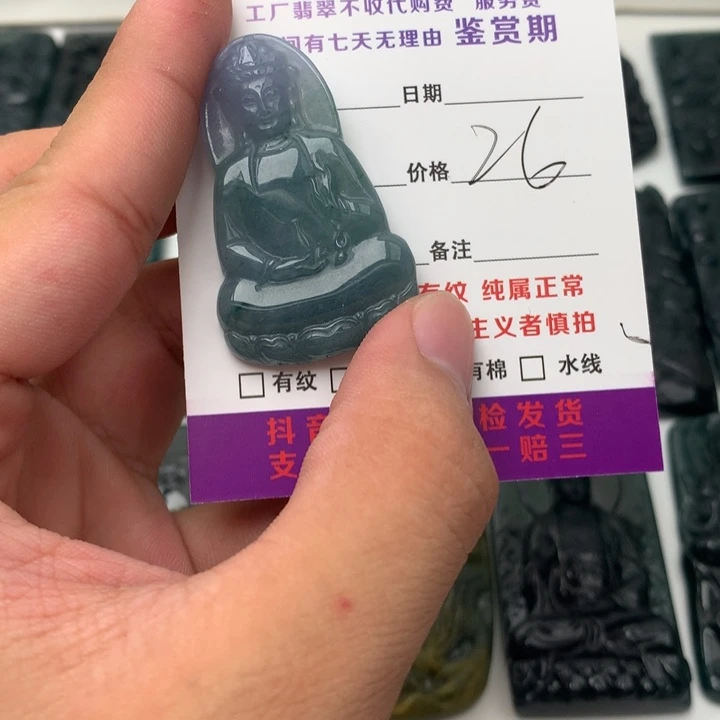 工厂翡翠不收代购费 服务费
间有七天无理由 鉴赏期
日期
价格 26
备注
有纹 纯属正常
主义者慎拍
有纹 有棉 水线
抖音 检发货
支 一赔三